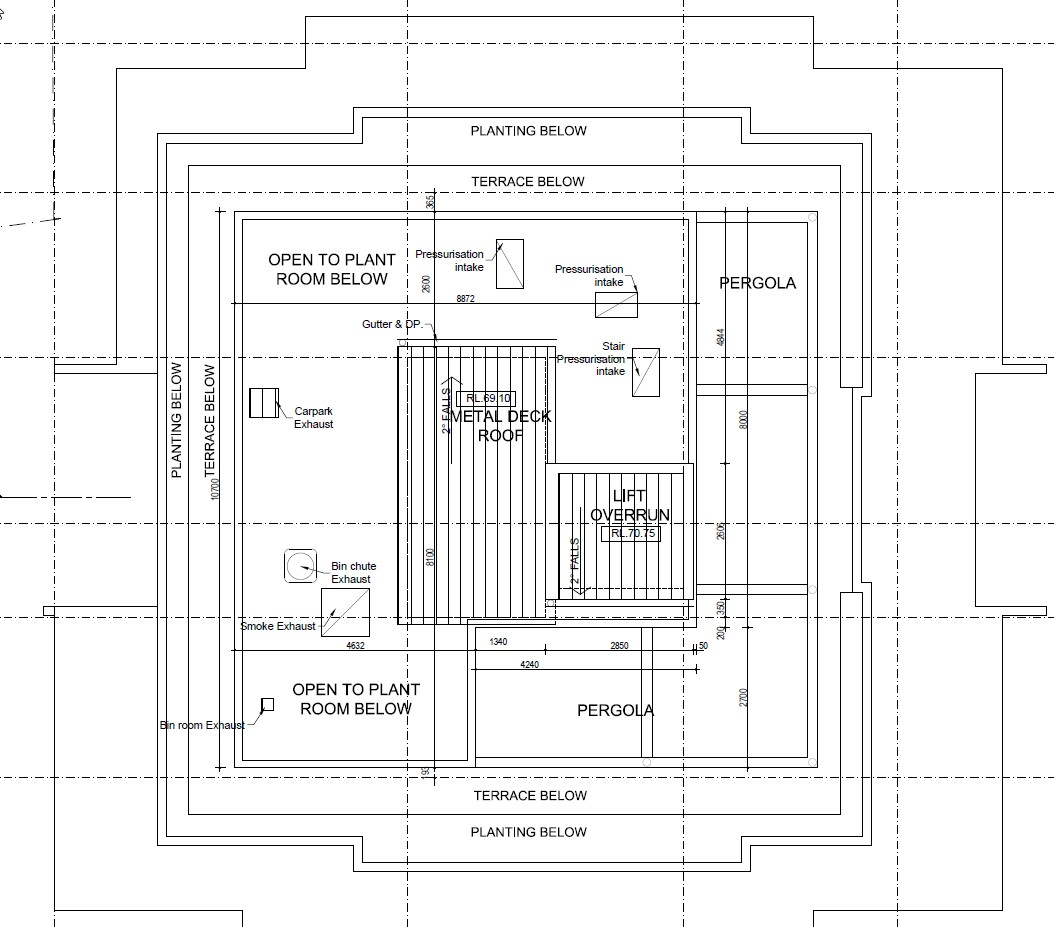 PLANTING BELOW
TERRACE BELOW
365
OPEN TO PLANT
ROOM BELOW
Pressurisation
intake
Pressurisation
intake
PERGOLA
2600
8872
Gutter & DP.
4844
Stair
Pressurisation
intake
PLANTING BELOW
TERRACE BELOW
2° FALLS
RL.69.10
METAL DECK
ROOF
Carpark
Exhaust
8000
10700
LIFT
OVERRUN
RL.70.75
2606
2° FALLS
8100
Bin chute
Exhaust
Smoke Exhaust
350
200
4632
1340
2850
50
4240
OPEN TO PLANT
ROOM BELOW
PERGOLA
2700
Bin room Exhaust
193
TERRACE BELOW
PLANTING BELOW